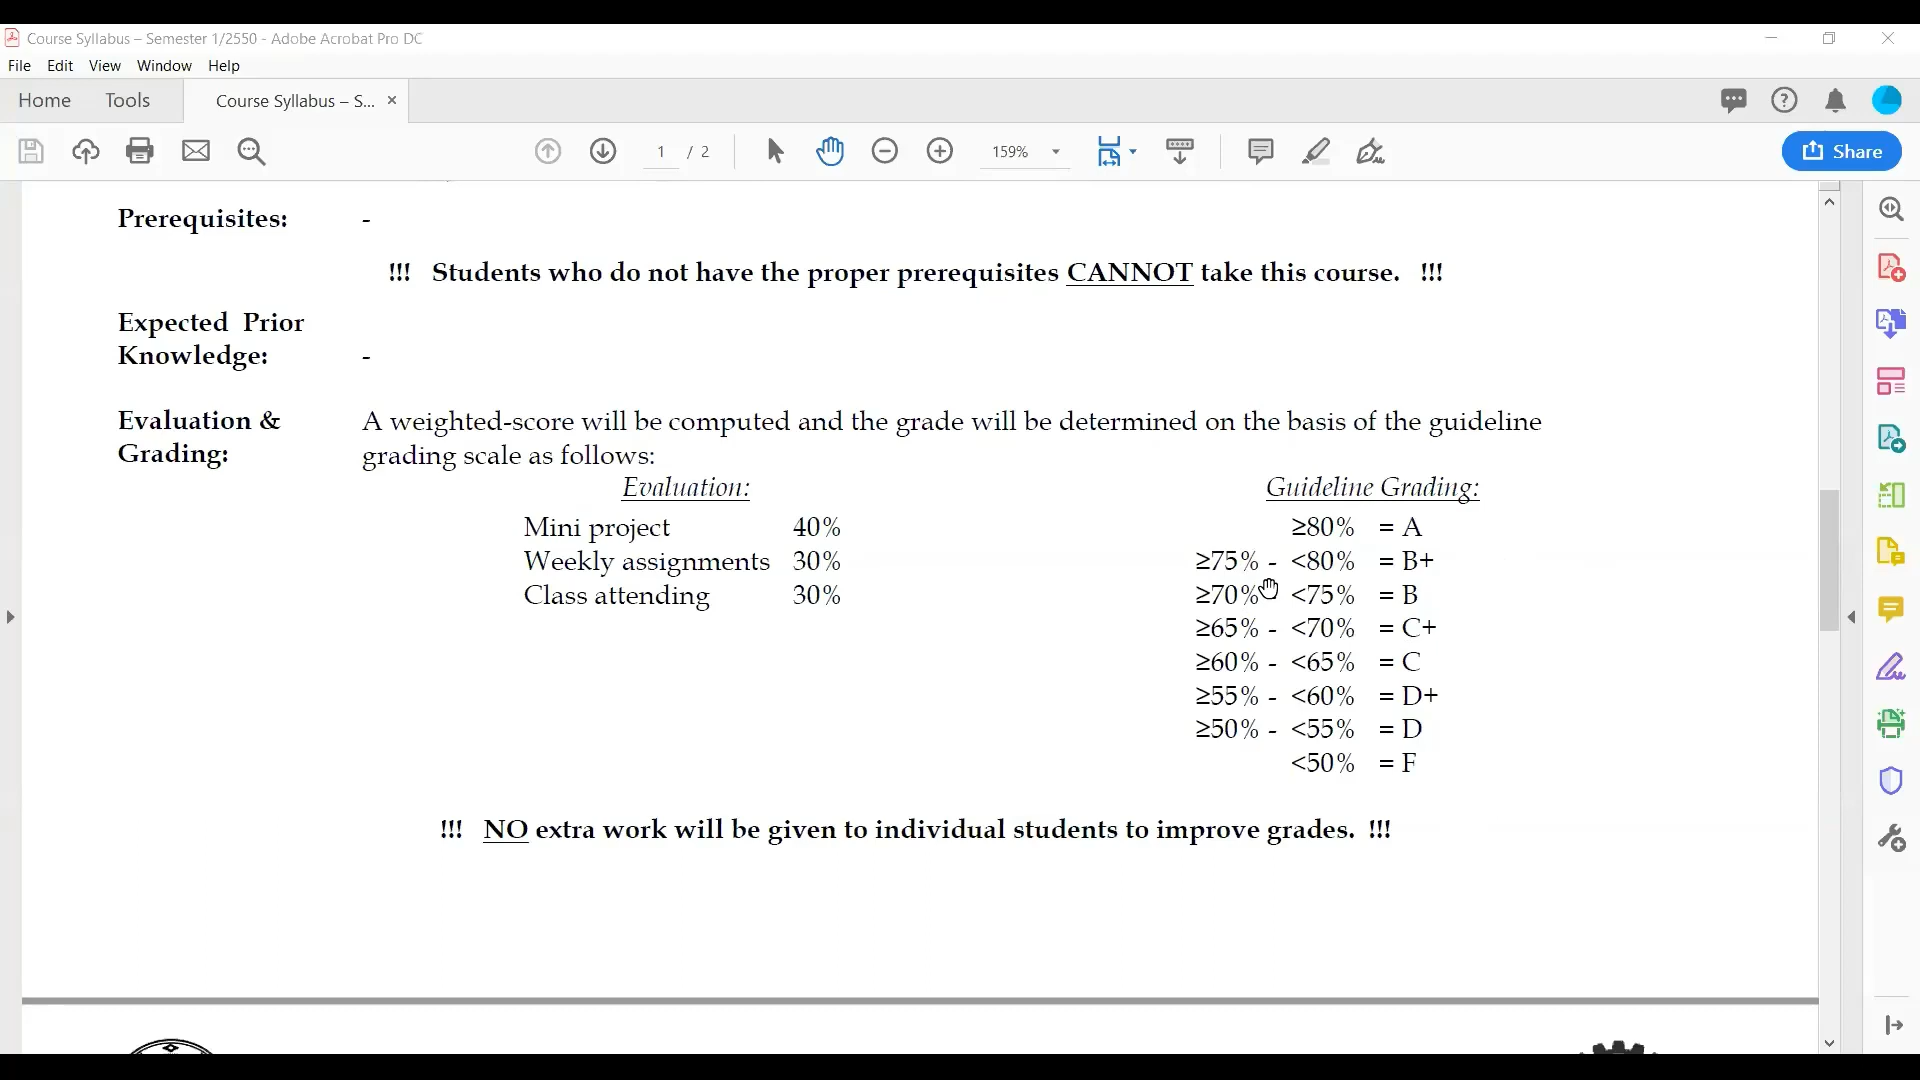 Course Syllabus – Semester 1/2550 - Adobe Acrobat Pro DC
File Edit View Window Help
Home Tools Course Syllabus – S... ×
1 / 2 159% Share
Prerequisites: -
!!! Students who do not have the proper prerequisites CANNOT take this course. !!!
Expected Prior
Knowledge: -
Evaluation & A weighted-score will be computed and the grade will be determined on the basis of the guideline
Grading: grading scale as follows:
Evaluation: Guideline Grading:
Mini project 40% ≥80% = A
Weekly assignments 30% ≥75% - <80% = B+
Class attending 30% ≥70% <75% = B
≥65% - <70% = C+
≥60% - <65% = C
≥55% - <60% = D+
≥50% - <55% = D
<50% = F
!!! NO extra work will be given to individual students to improve grades. !!!